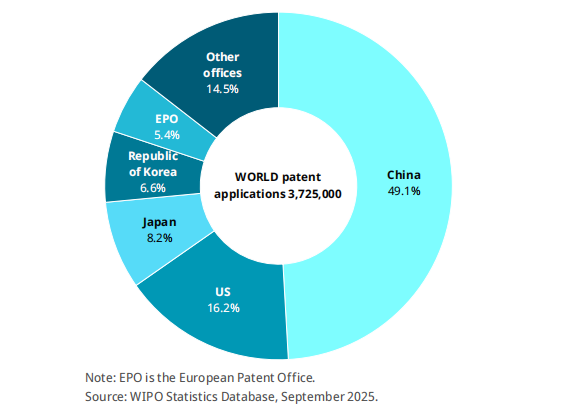 Other
offices
14.5%
EPO
5.4%
Republic
of Korea
6.6%
WORLD patent
applications 3,725,000
China
49.1%
Japan
8.2%
US
16.2%
Note: EPO is the European Patent Office.
Source: WIPO Statistics Database, September 2025.